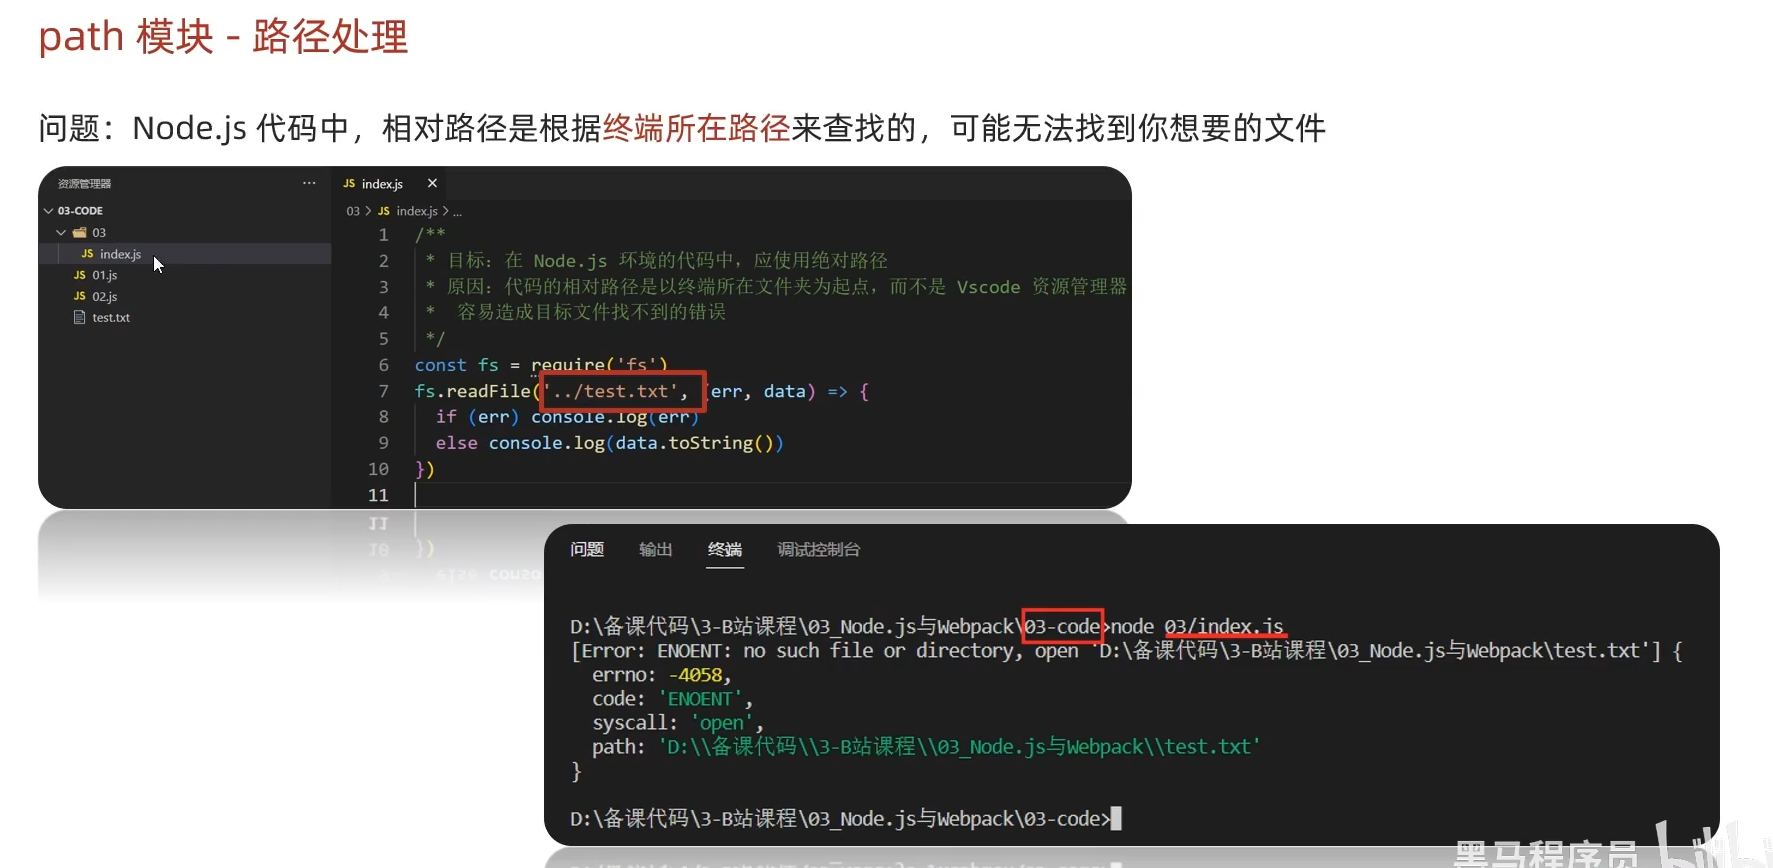 path 模块 - 路径处理
问题：Node.js 代码中，相对路径是根据终端所在路径来查找的，可能无法找到你想要的文件
资源管理器 ···
03-CODE
03
JS index.js
JS 01.js
JS 02.js
test.txt
JS index.js ×
03 > JS index.js > ...
1 /**
2 * 目标：在 Node.js 环境的代码中，应使用绝对路径
3 * 原因：代码的相对路径是以终端所在文件夹为起点，而不是 Vscode 资源管理器
4 * 容易造成目标文件找不到的错误
5 */
6 const fs = require('fs')
7 fs.readFile('../test.txt', (err, data) => {
8 if (err) console.log(err)
9 else console.log(data.toString())
10 })
11
问题 输出 终端 调试控制台
D:\备课代码\3-B站课程\03_Node.js与Webpack\03-code>node 03/index.js
[Error: ENOENT: no such file or directory, open 'D:\备课代码\3-B站课程\03_Node.js与Webpack\test.txt'] {
errno: -4058,
code: 'ENOENT',
syscall: 'open',
path: 'D:\\备课代码\\3-B站课程\\03_Node.js与Webpack\\test.txt'
}
D:\备课代码\3-B站课程\03_Node.js与Webpack\03-code>
黑马程序员 bilibili